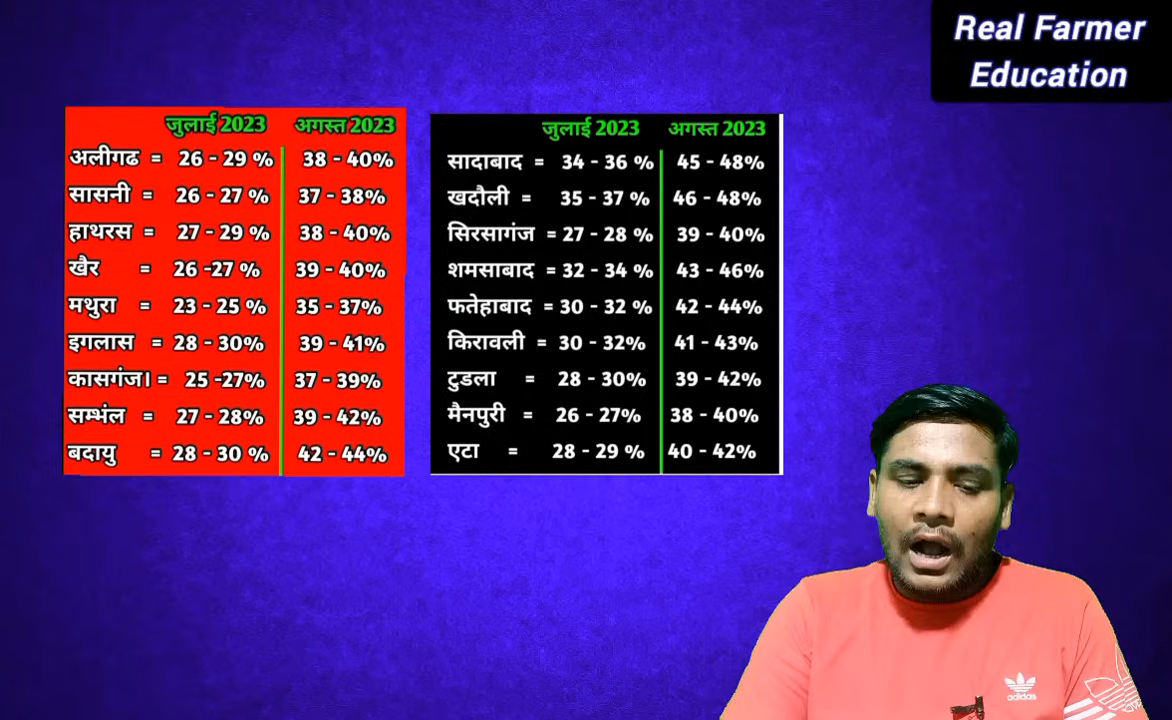 Real Farmer
Education
जुलाई 2023 अगस्त 2023
अलीगढ = 26 - 29 % 38 - 40%
सासनी = 26 - 27 % 37 - 38%
हाथरस = 27 - 29 % 38 - 40%
खैर = 26 -27 % 39 - 40%
मथुरा = 23 - 25 % 35 - 37%
इगलास = 28 - 30% 39 - 41%
कासगंज। = 25 -27% 37 - 39%
सम्भंल = 27 - 28% 39 - 42%
बदायु = 28 - 30 % 42 - 44%
जुलाई 2023 अगस्त 2023
सादाबाद = 34 - 36 % 45 - 48%
खदौली = 35 - 37 % 46 - 48%
सिरसागंज = 27 - 28 % 39 - 40%
शमसाबाद = 32 - 34 % 43 - 46%
फतेहाबाद = 30 - 32 % 42 - 44%
किरावली = 30 - 32% 41 - 43%
टुडला = 28 - 30% 39 - 42%
मैनपुरी = 26 - 27% 38 - 40%
एटा = 28 - 29 % 40 - 42%
adidas